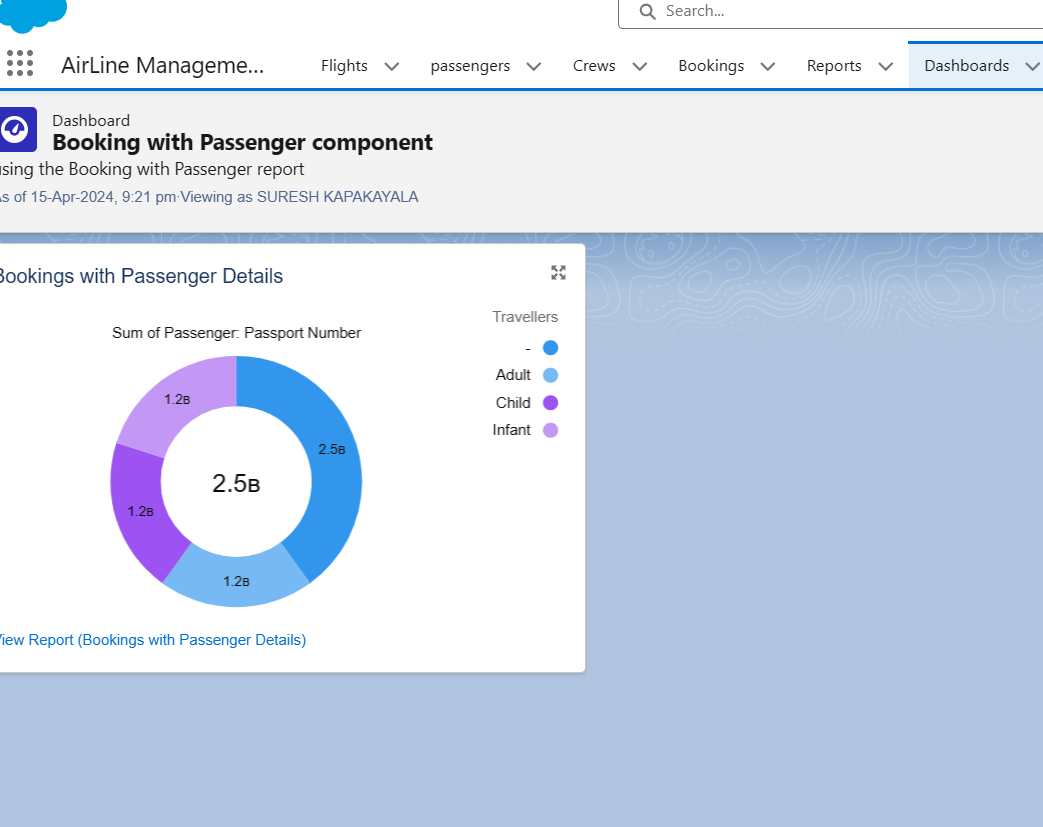 Search...
AirLine Manageme... Flights passengers Crews Bookings Reports Dashboards
Dashboard
Booking with Passenger component
using the Booking with Passenger report
As of 15-Apr-2024, 9:21 pm·Viewing as SURESH KAPAKAYALA
Bookings with Passenger Details
Travellers
Sum of Passenger: Passport Number
-
Adult
Child
Infant
1.2B
2.5B
2.5B
1.2B
1.2B
View Report (Bookings with Passenger Details)